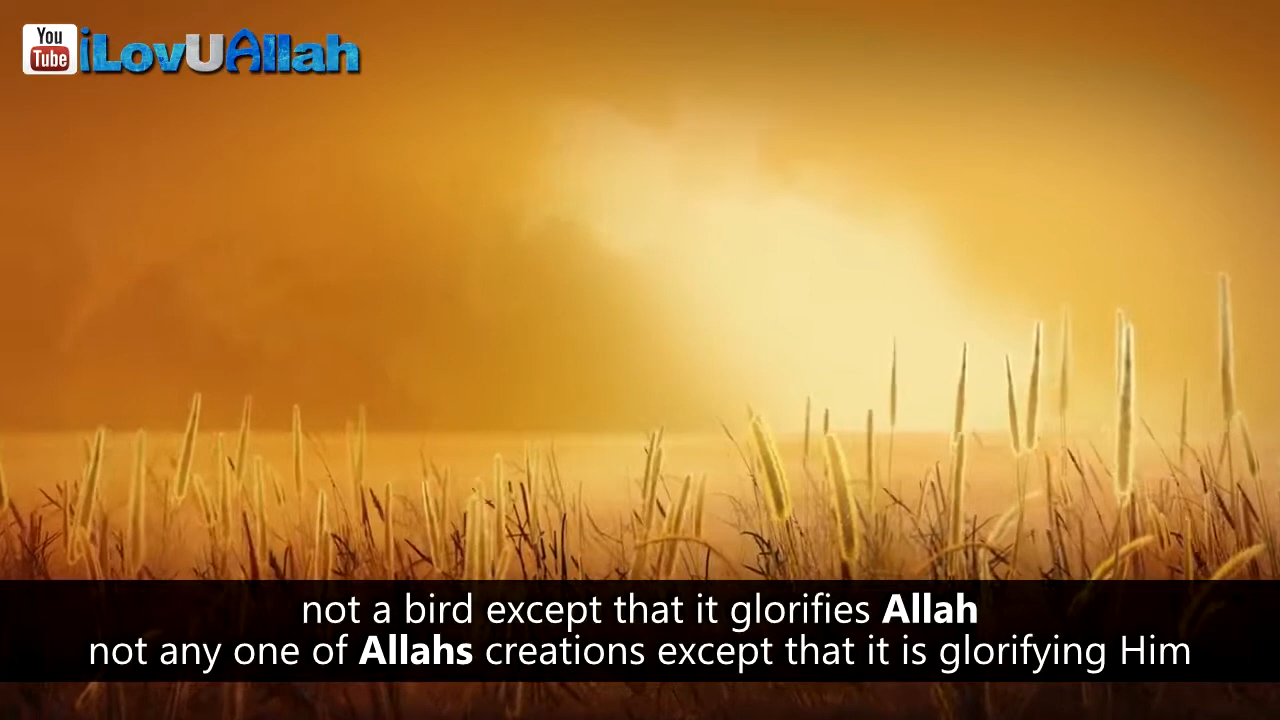 You
Tube
iLovUAllah
not a bird except that it glorifies Allah
not any one of Allahs creations except that it is glorifying Him